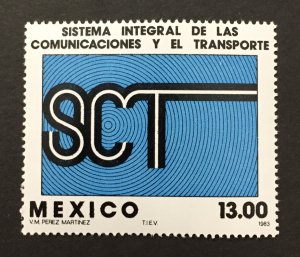 SISTEMA INTEGRAL DE LAS
COMUNICACIONES Y EL TRANSPORTE
SCT
MEXICO 13.00
V.M. PEREZ MARTINEZ T.I.E.V. 1983